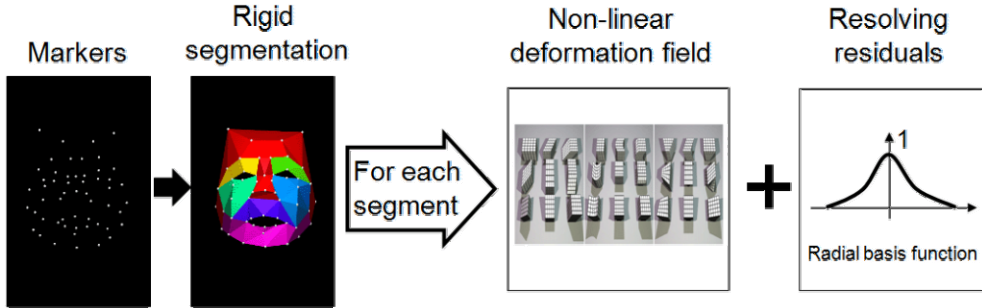 Markers
Rigid
segmentation
For each
segment
Non-linear
deformation field
Resolving
residuals
1
Radial basis function